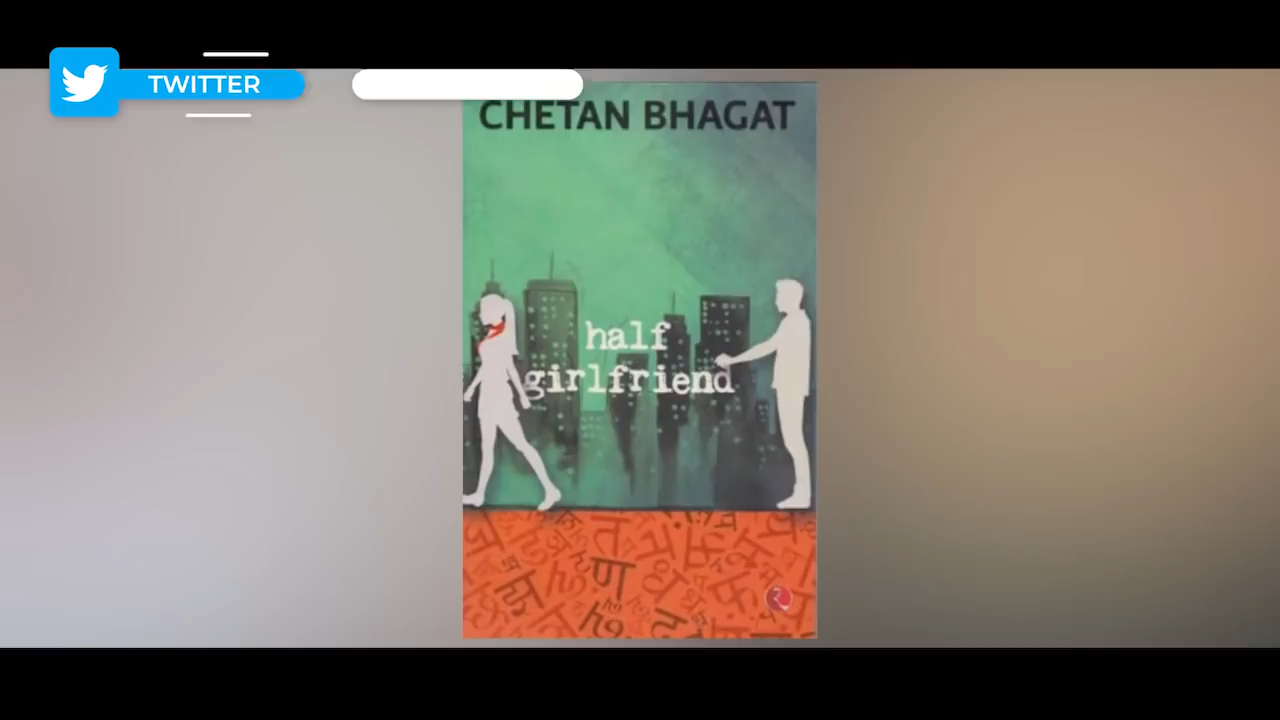 TWITTER
CHETAN BHAGAT
half
girlfriend
ण
झ
त